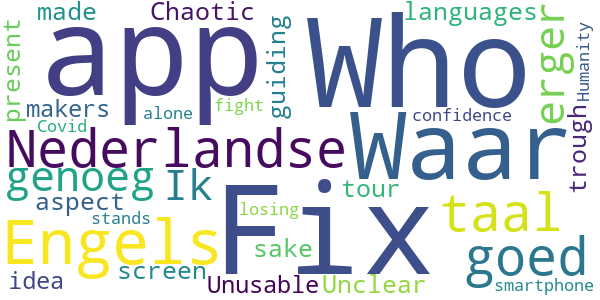 made Chaotic languages
present app guiding Who erger Humanity
makers alone fight confidence
Covid
Nederlandse Waar trough
genoeg Ik tour
aspect stands losing taal
Engels Fix sake goed
idea screen Unusable Unclear smartphone